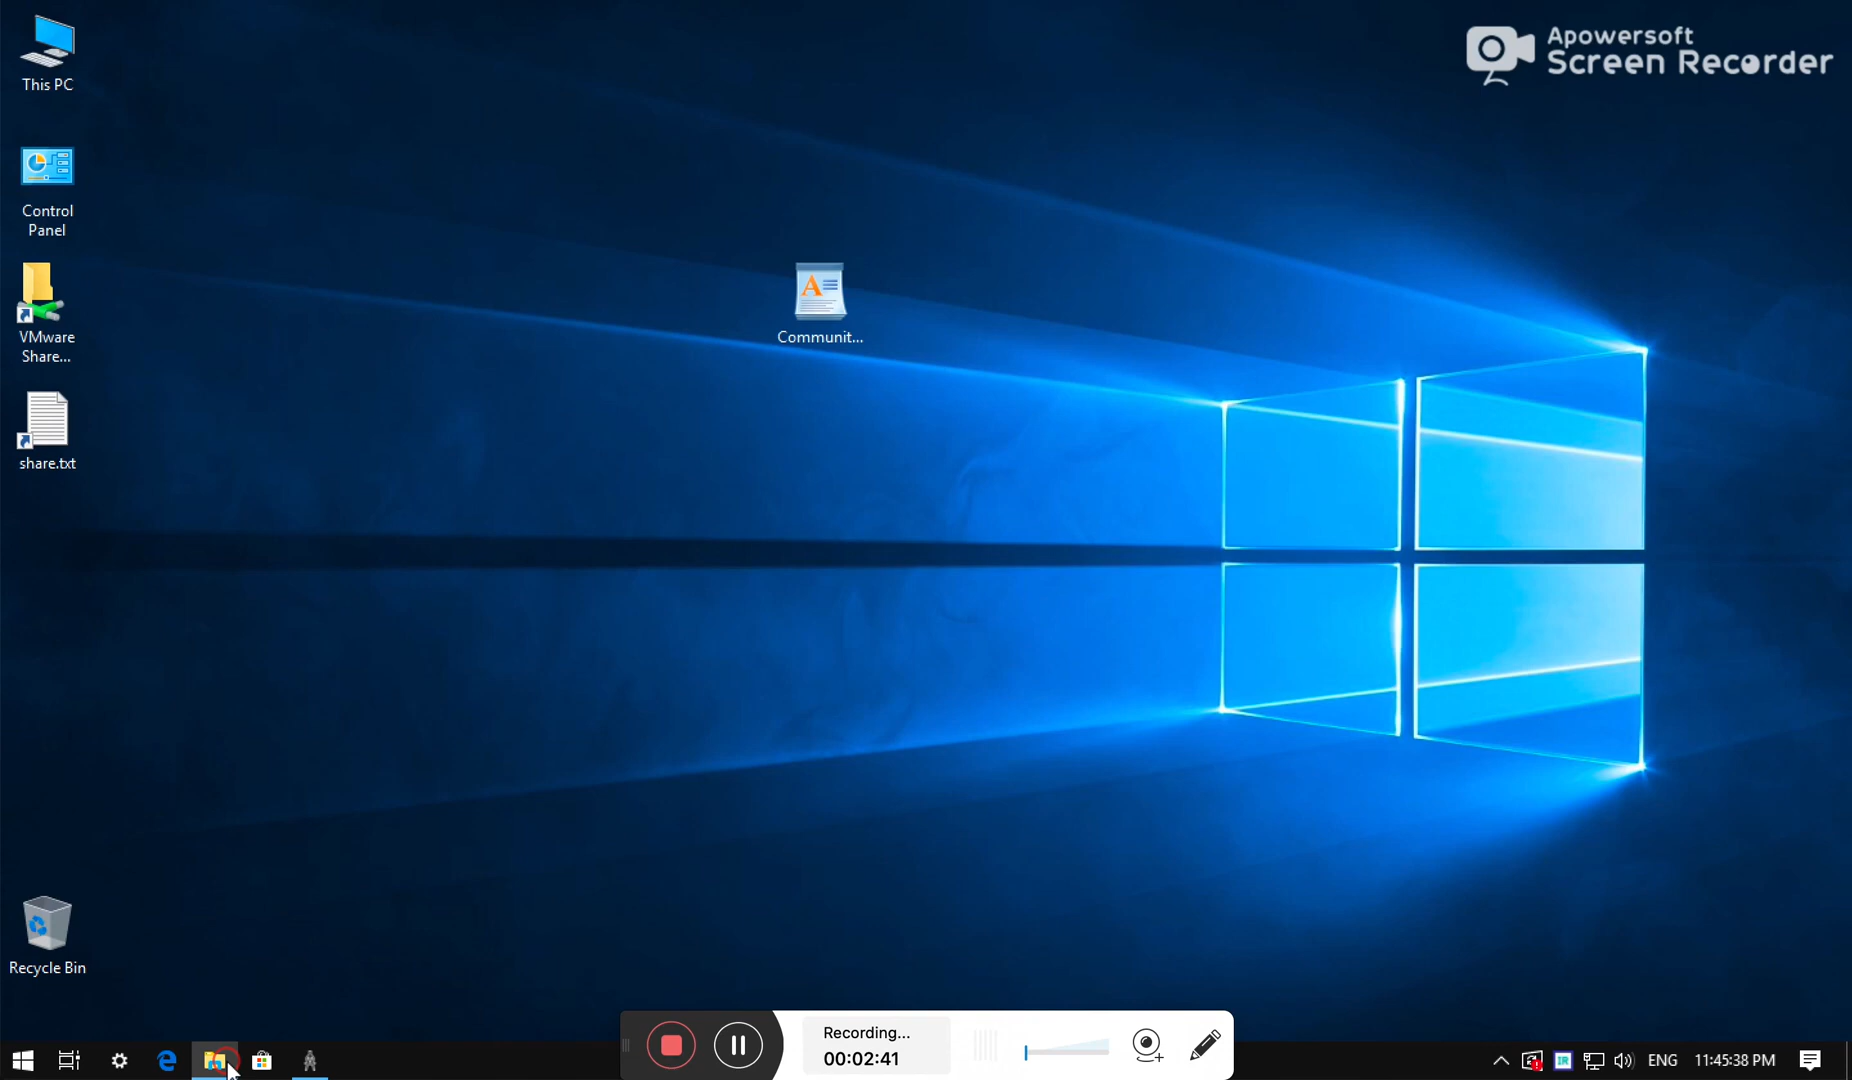 Apowersoft
Screen Recorder
This PC
Control
Panel
VMware
Share...
share.txt
Communit...
Recycle Bin
Recording...
00:02:41
ENG
11:45:38 PM